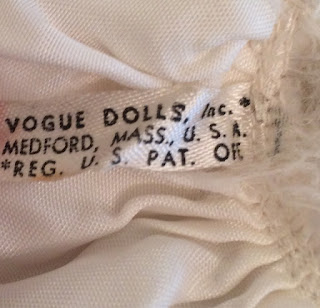 VOGUE DOLLS, Inc.*
MEDFORD, MASS., U. S. A.
*REG. U. S. PAT. OFF